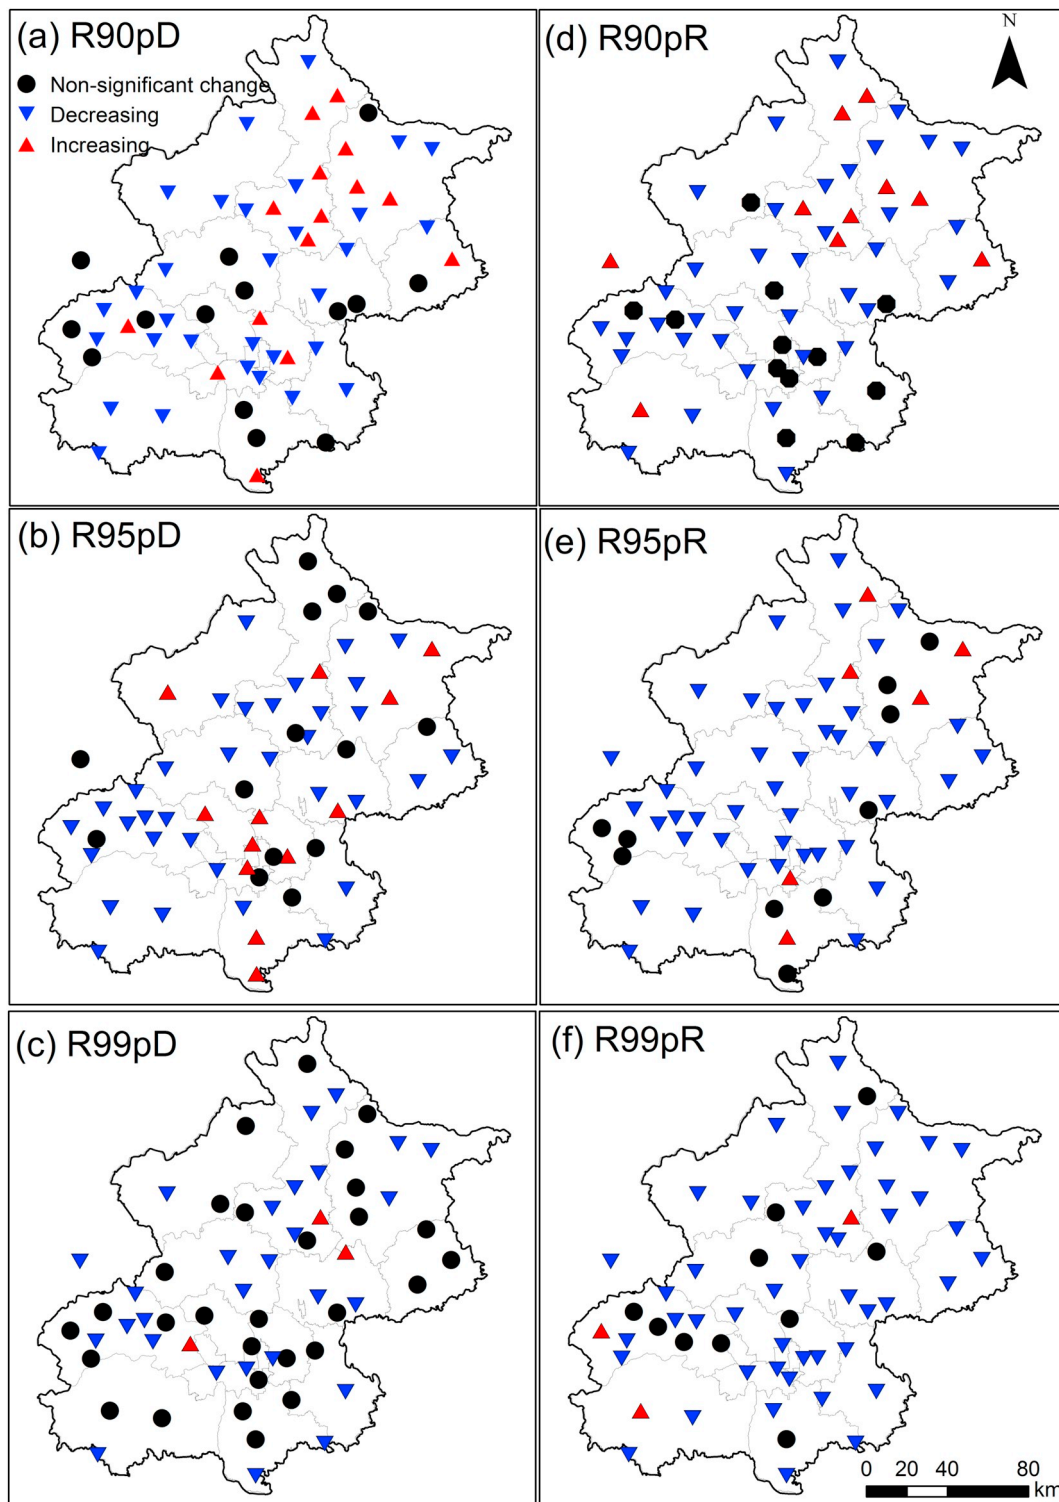 (a) R90pD
Non-significant change
Decreasing
Increasing
(d) R90pR
N
(b) R95pD
(e) R95pR
(c) R99pD
(f) R99pR
0 20 40 80
km